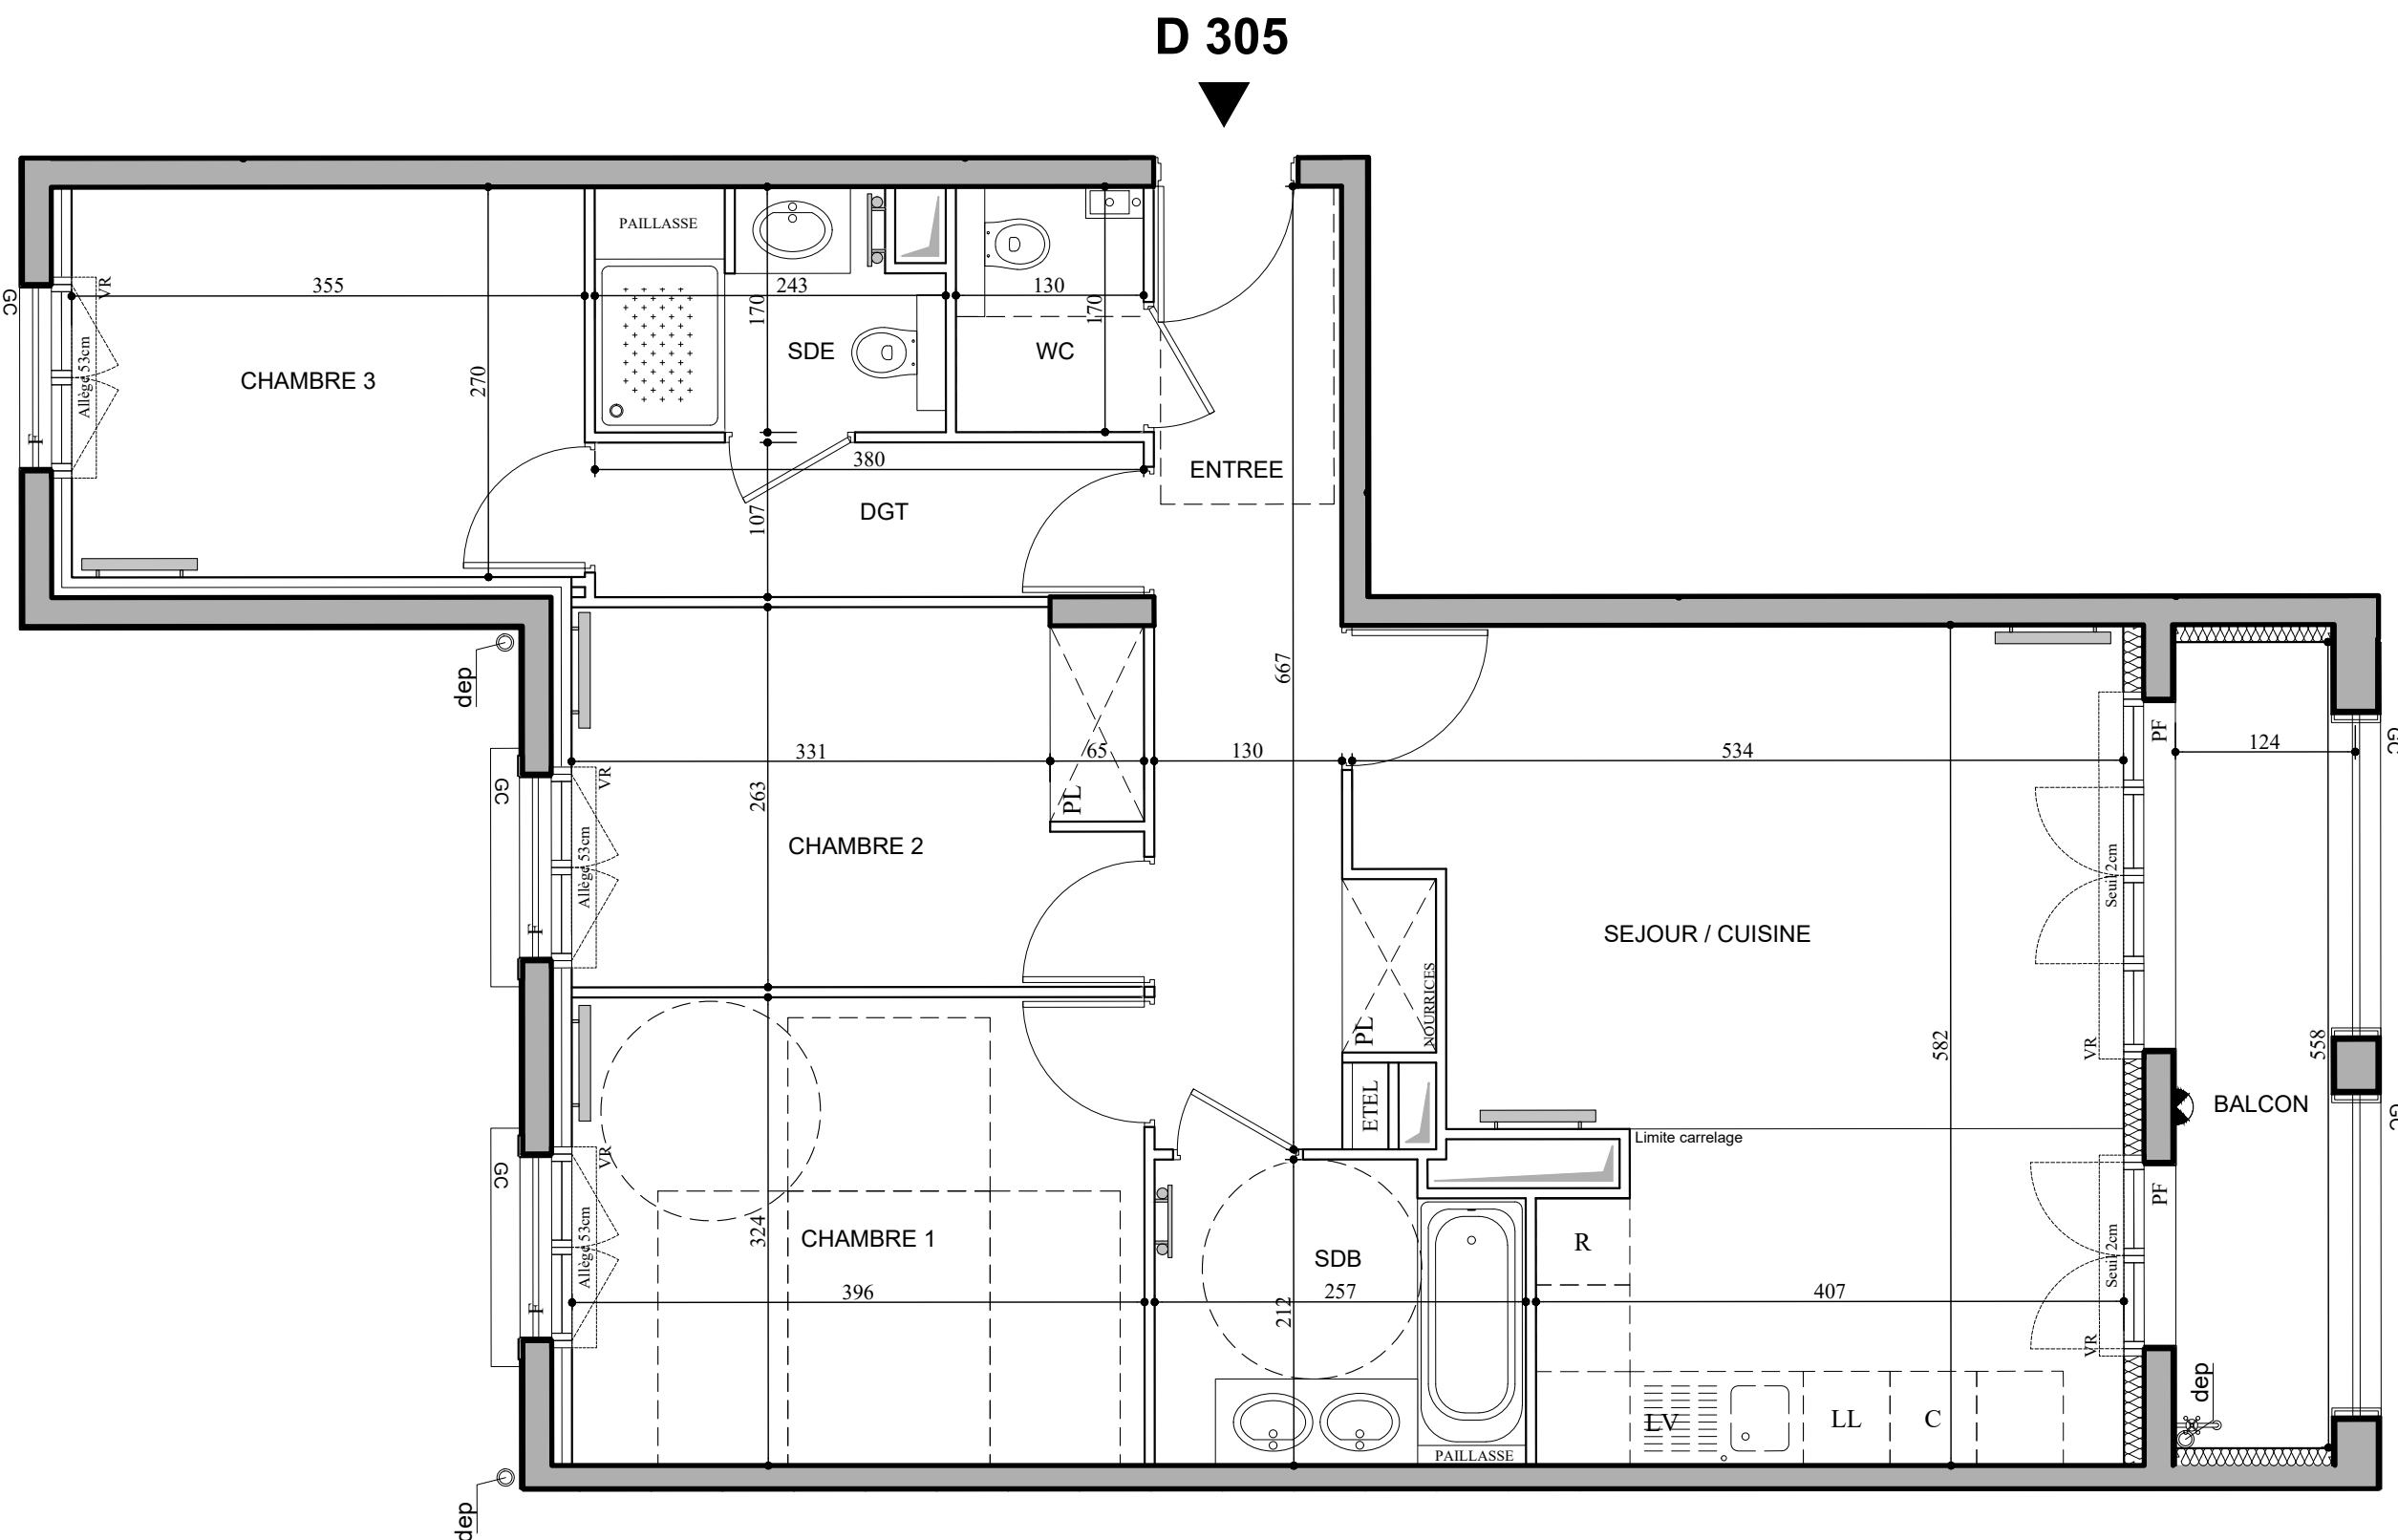 D 305
PAILLASSE
VR
GC
355
243
170
130
170
Allège 53cm
CHAMBRE 3
270
SDE
WC
F
380
ENTREE
DGT
107
dep
667
PF
GC
331
65
130
534
124
VR
GC
263
PL
CHAMBRE 2
Allège 53cm
Seuil 2cm
F
SEJOUR / CUISINE
NOURRICES
PL
582
VR
558
ETEL
BALCON
GC
Limite carrelage
VR
GC
PF
324
CHAMBRE 1
Allège 53cm
SDB
R
Seuil 2cm
396
257
212
407
F
VR
dep
LV
LL
C
PAILLASSE
dep